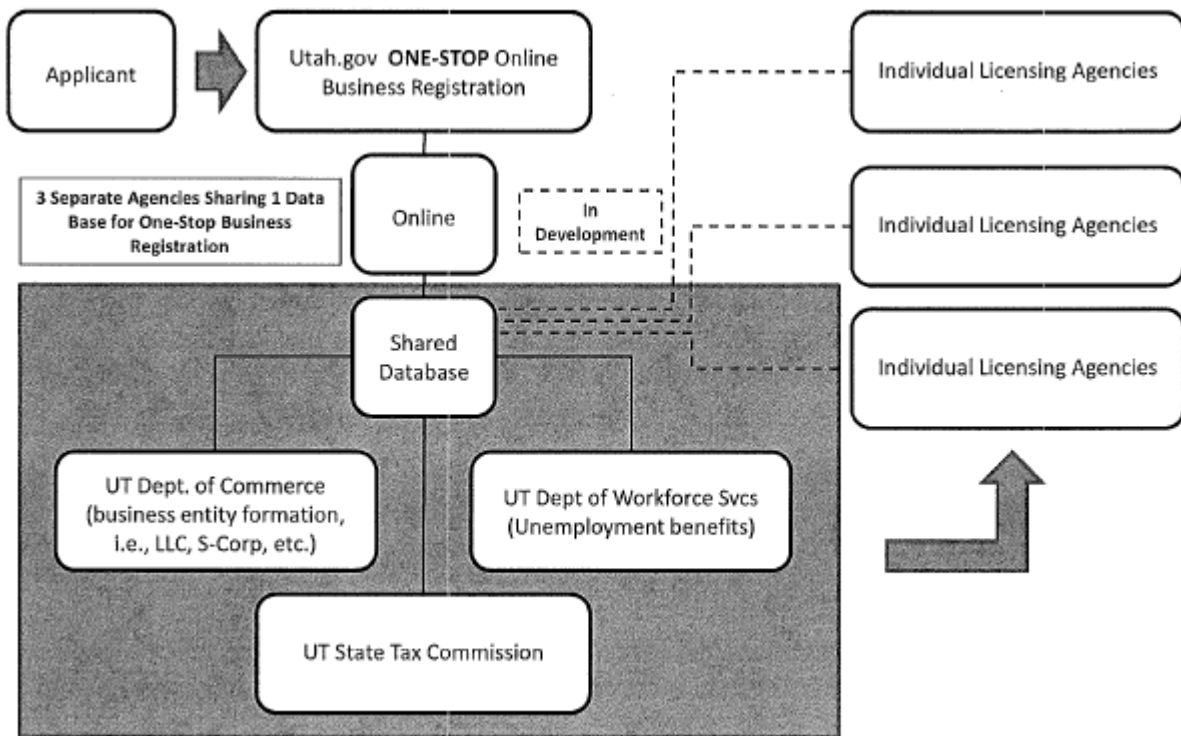 Applicant
Utah.gov ONE-STOP Online
Business Registration
Individual Licensing Agencies
3 Separate Agencies Sharing 1 Data
Base for One-Stop Business
Registration
Online
In
Development
Individual Licensing Agencies
Shared
Database
Individual Licensing Agencies
UT Dept. of Commerce
(business entity formation,
i.e., LLC, S-Corp, etc.)
UT Dept of Workforce Svcs
(Unemployment benefits)
UT State Tax Commission